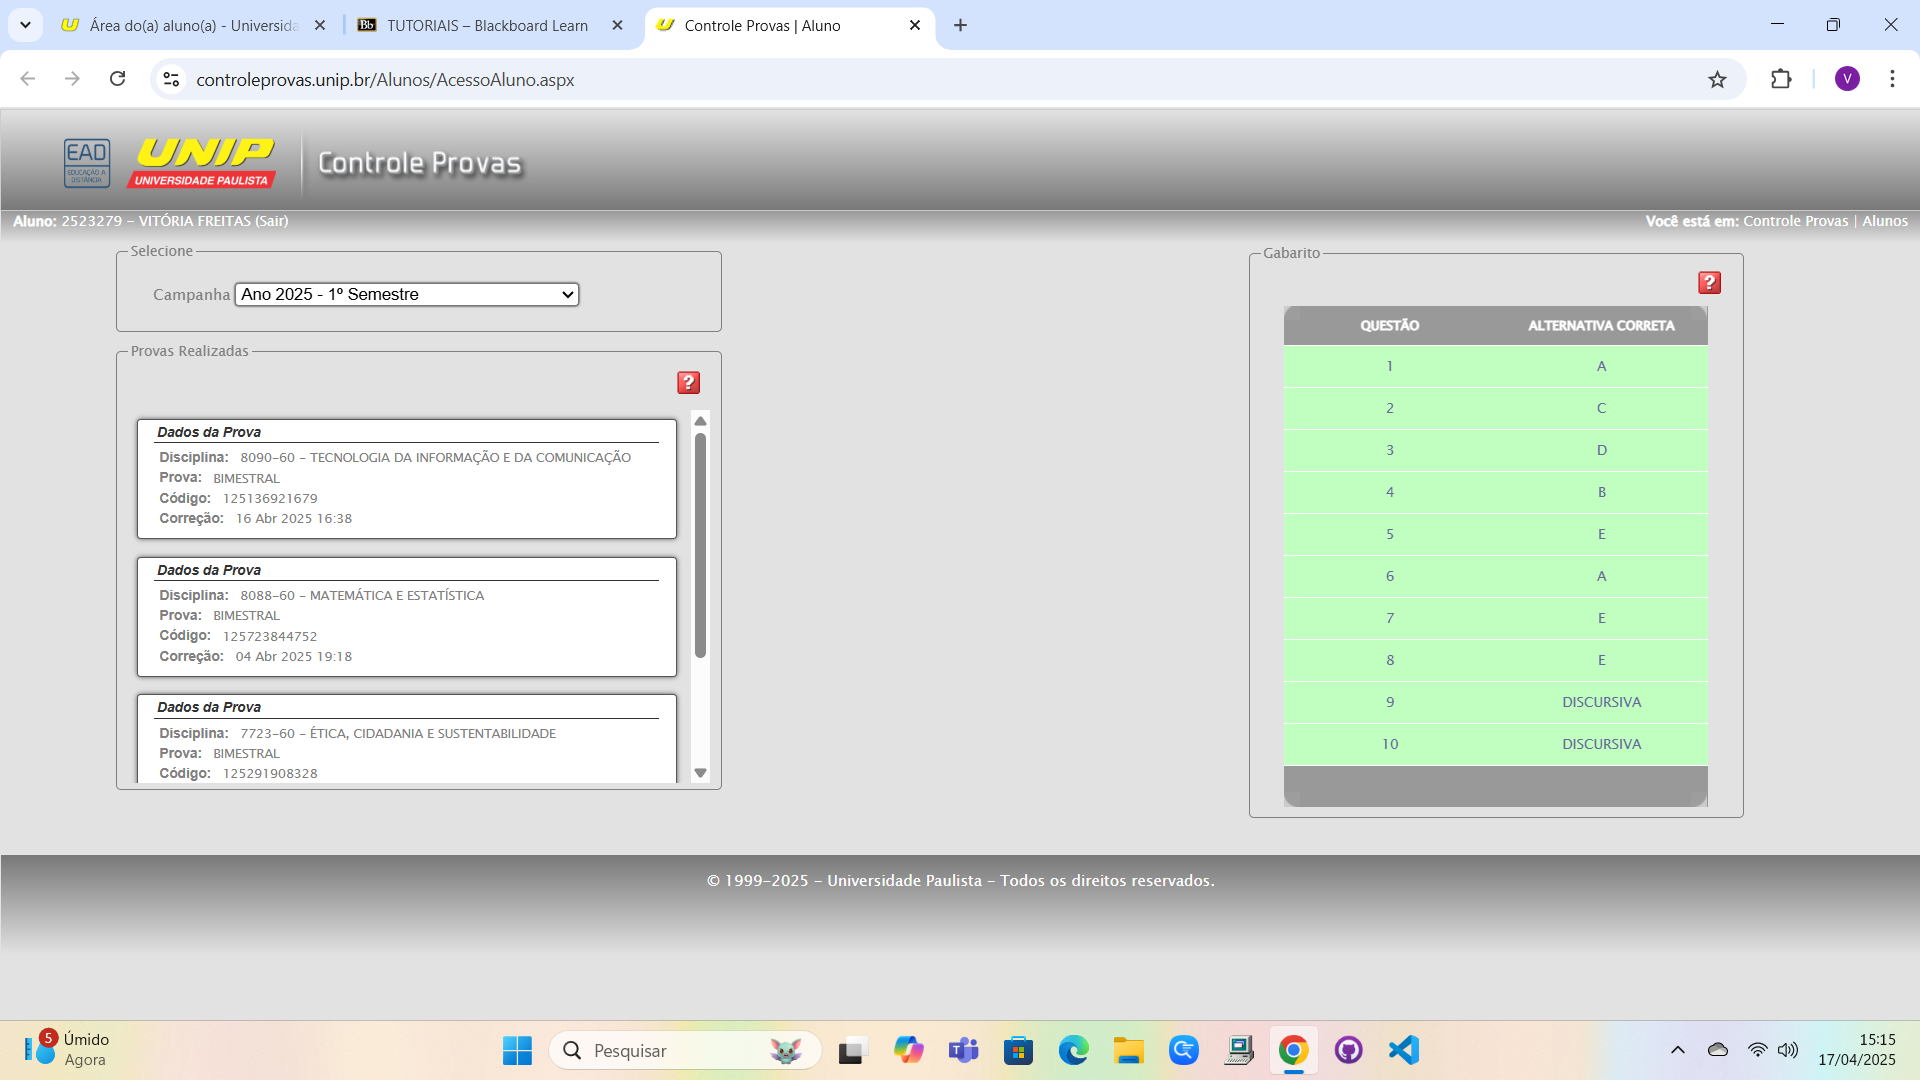 Área do(a) aluno(a) - Universida
TUTORIAIS – Blackboard Learn
Controle Provas | Aluno
controleprovas.unip.br/Alunos/AcessoAluno.aspx
V
EAD
EDUCAÇÃO A
DISTÂNCIA
UNIP
UNIVERSIDADE PAULISTA
Controle Provas
Aluno: 2523279 - VITÓRIA FREITAS (Sair)
Você está em: Controle Provas | Alunos
Selecione
Campanha Ano 2025 - 1º Semestre
Provas Realizadas
?
Dados da Prova
Disciplina: 8090-60 - TECNOLOGIA DA INFORMAÇÃO E DA COMUNICAÇÃO
Prova: BIMESTRAL
Código: 125136921679
Correção: 16 Abr 2025 16:38
Dados da Prova
Disciplina: 8088-60 - MATEMÁTICA E ESTATÍSTICA
Prova: BIMESTRAL
Código: 125723844752
Correção: 04 Abr 2025 19:18
Dados da Prova
Disciplina: 7723-60 - ÉTICA, CIDADANIA E SUSTENTABILIDADE
Prova: BIMESTRAL
Código: 125291908328
Gabarito
?
QUESTÃO ALTERNATIVA CORRETA
1 A
2 C
3 D
4 B
5 E
6 A
7 E
8 E
9 DISCURSIVA
10 DISCURSIVA
© 1999-2025 - Universidade Paulista - Todos os direitos reservados.
5
Úmido
Agora
Pesquisar
15:15
17/04/2025